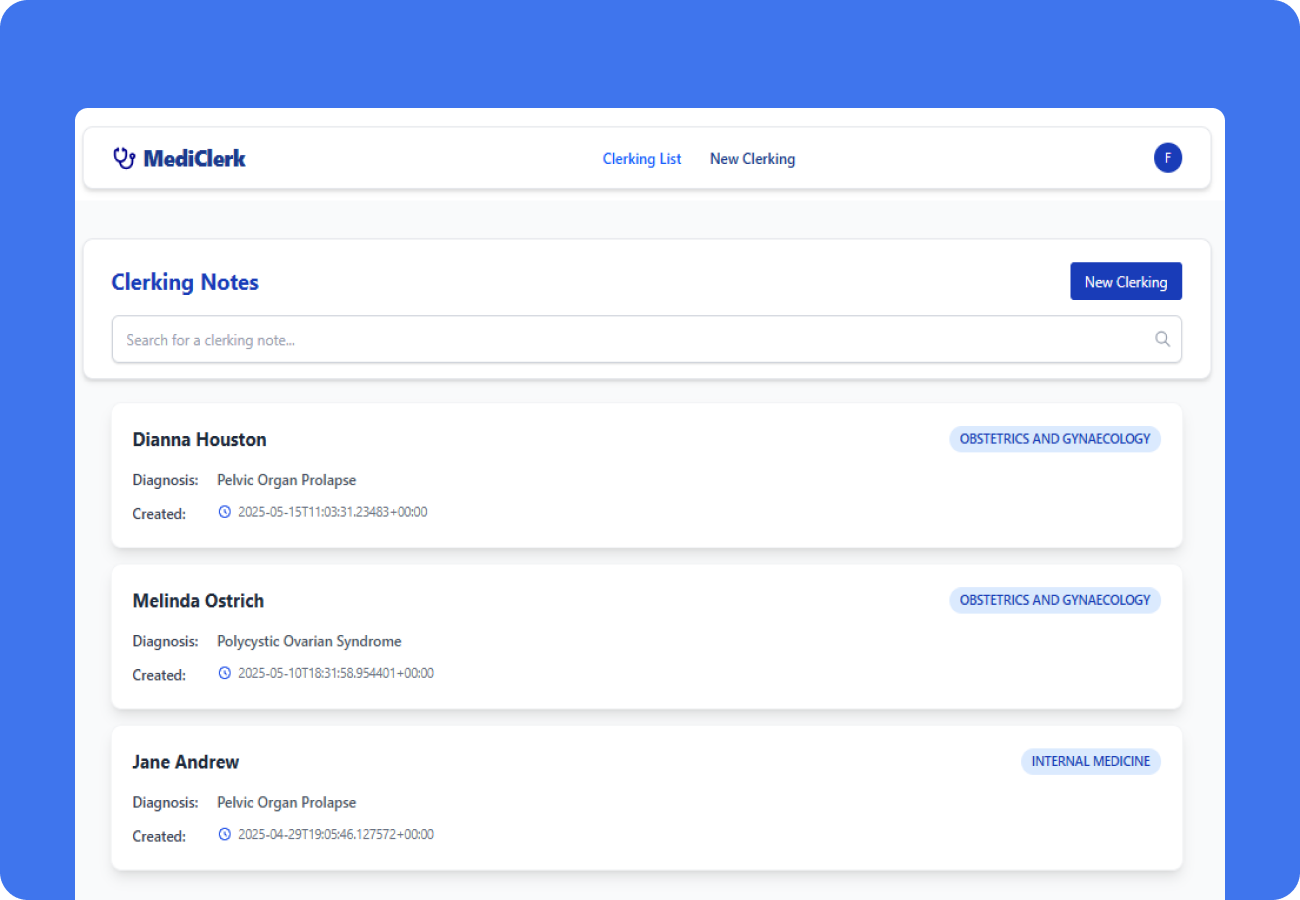 MediClerk
Clerking List
New Clerking
F
Clerking Notes
New Clerking
Search for a clerking note...
Dianna Houston
OBSTETRICS AND GYNAECOLOGY
Diagnosis: Pelvic Organ Prolapse
Created: 2025-05-15T11:03:31.23483+00:00
Melinda Ostrich
OBSTETRICS AND GYNAECOLOGY
Diagnosis: Polycystic Ovarian Syndrome
Created: 2025-05-10T18:31:58.954401+00:00
Jane Andrew
INTERNAL MEDICINE
Diagnosis: Pelvic Organ Prolapse
Created: 2025-04-29T19:05:46.127572+00:00